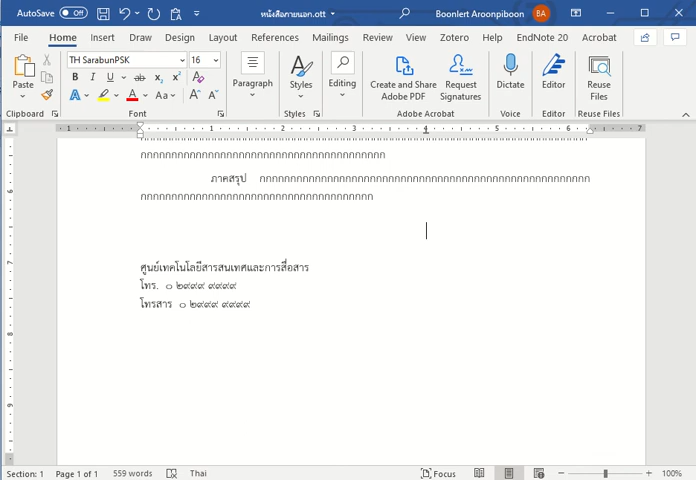 AutoSave Off หนังสือภายนอก.ott Boonlert Aroonpiboon BA
File Home Insert Draw Design Layout References Mailings Review View Zotero Help EndNote 20 Acrobat
TH SarabunPSK 16
Paste Paragraph Styles Editing Create and Share Adobe PDF Request Signatures Dictate Editor Reuse Files
Clipboard Font Styles Adobe Acrobat Voice Editor Reuse Files
ภาคสรุป
ศูนย์เทคโนโลยีสารสนเทศและการสื่อสาร
โทร. ๐ ๒๙๙๙ ๙๙๙๙
โทรสาร ๐ ๒๙๙๙ ๙๙๙๙
Section: 1 Page 1 of 1 559 words Thai Focus 100%